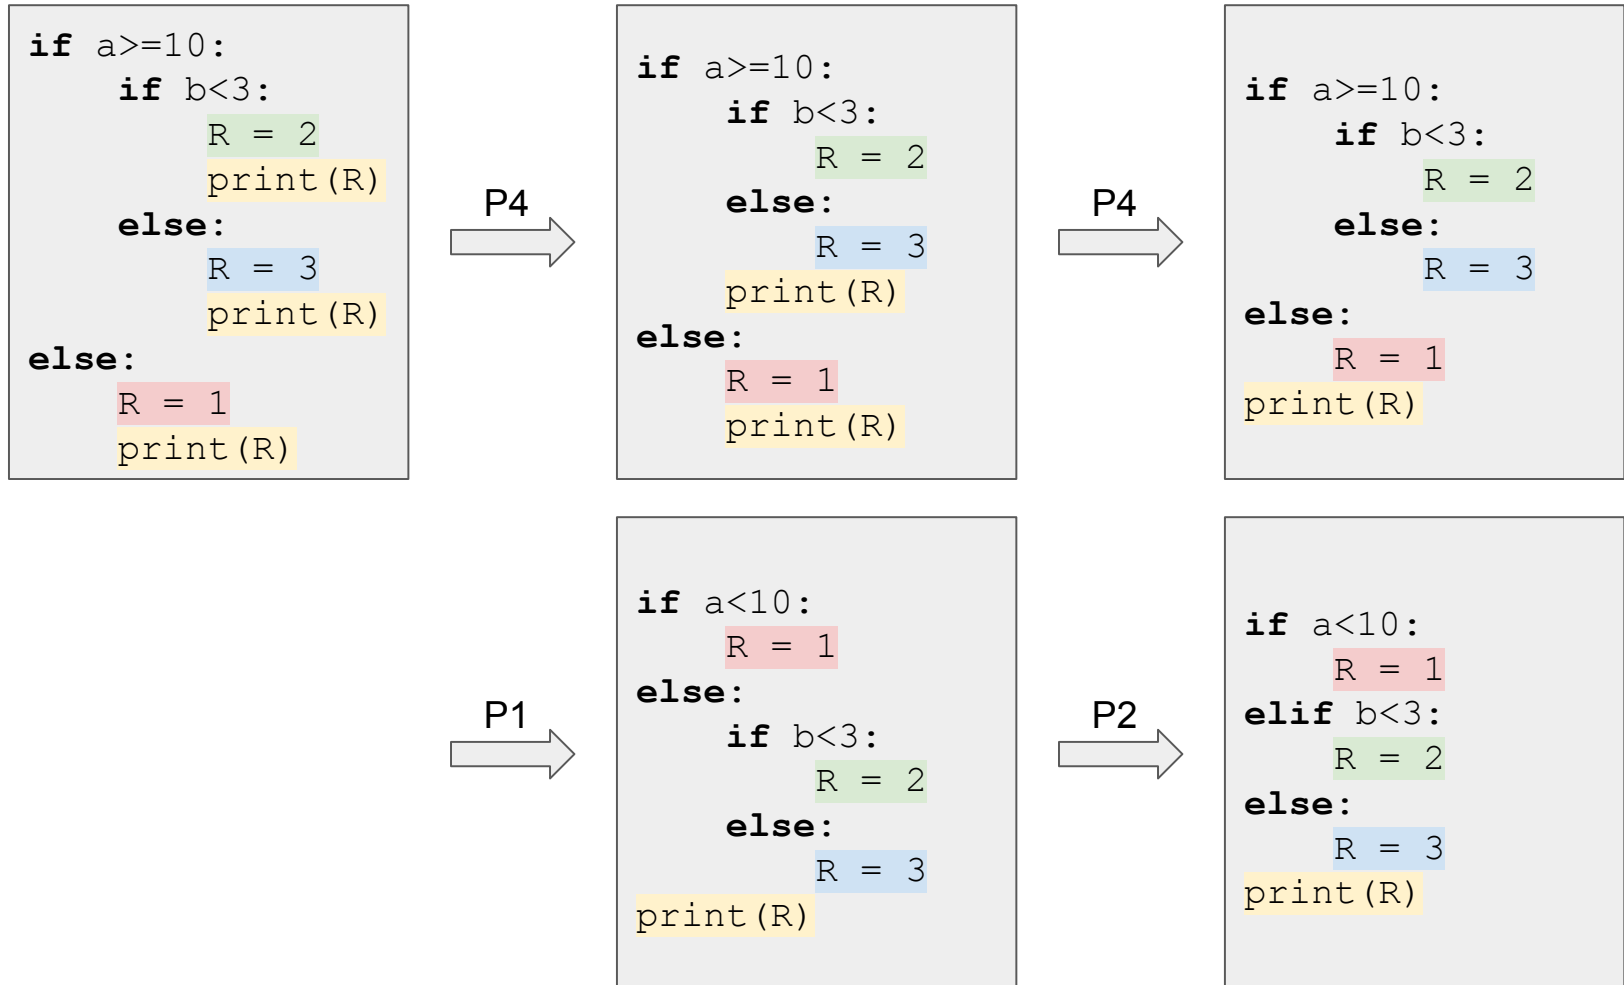 if a>=10:
    if b<3:
        R = 2
        print(R)
    else:
        R = 3
        print(R)
else:
    R = 1
    print(R)
P4
if a>=10:
    if b<3:
        R = 2
    else:
        R = 3
    print(R)
else:
    R = 1
    print(R)
P4
if a>=10:
    if b<3:
        R = 2
    else:
        R = 3
else:
    R = 1
print(R)
P1
if a<10:
    R = 1
else:
    if b<3:
        R = 2
    else:
        R = 3
print(R)
P2
if a<10:
    R = 1
elif b<3:
    R = 2
else:
    R = 3
print(R)